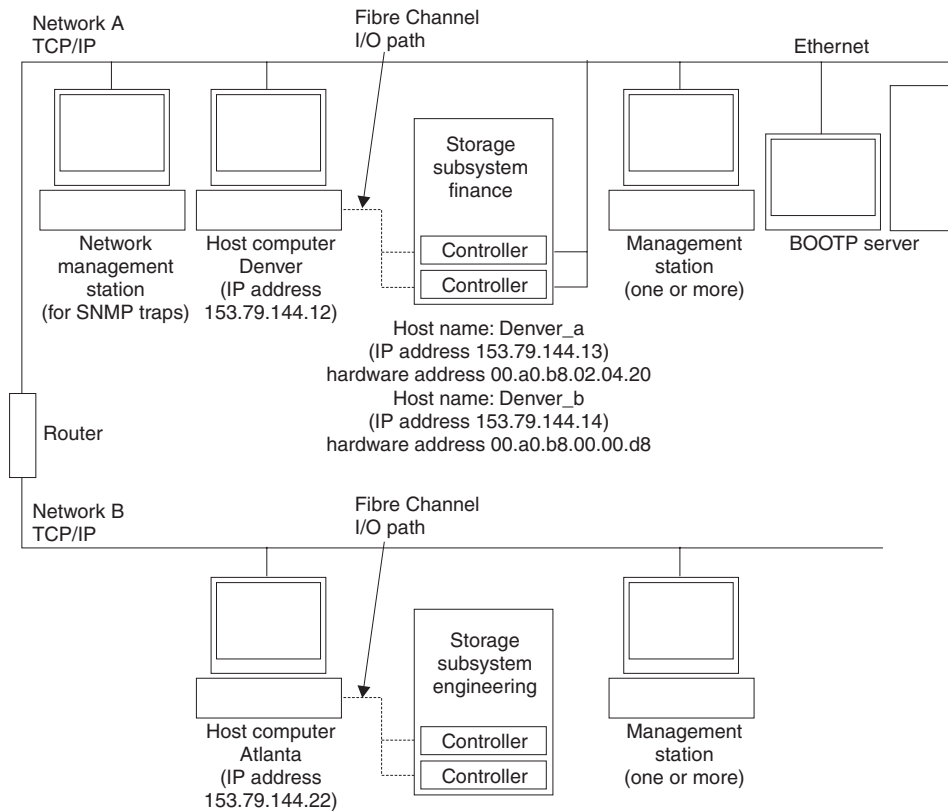 Network A
TCP/IP
Fibre Channel
I/O path
Ethernet
Storage
subsystem
finance
Controller
Controller
Network
management
station
(for SNMP traps)
Host computer
Denver
(IP address
153.79.144.12)
Management
station
(one or more)
BOOTP server
Host name: Denver_a
(IP address 153.79.144.13)
hardware address 00.a0.b8.02.04.20
Host name: Denver_b
(IP address 153.79.144.14)
hardware address 00.a0.b8.00.00.d8
Router
Network B
TCP/IP
Fibre Channel
I/O path
Storage
subsystem
engineering
Controller
Controller
Host computer
Atlanta
(IP address
153.79.144.22)
Management
station
(one or more)